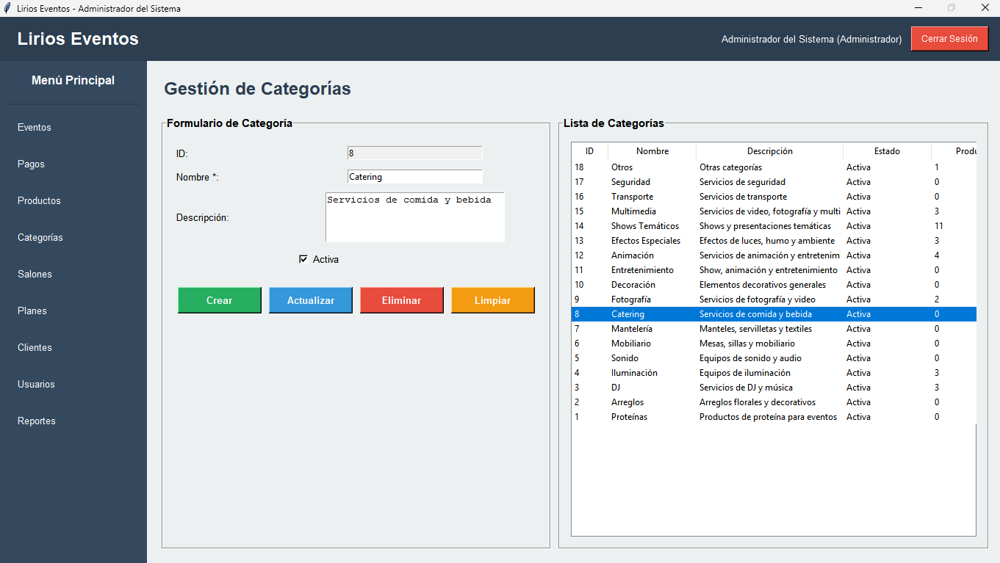 Lirios Eventos - Administrador del Sistema
Lirios Eventos
Administrador del Sistema (Administrador)
Cerrar Sesión
Menú Principal
Eventos
Pagos
Productos
Categorías
Salones
Planes
Clientes
Usuarios
Reportes
Gestión de Categorías
Formulario de Categoría
ID: 8
Nombre *: Catering
Descripción: Servicios de comida y bebida
Activa
Crear Actualizar Eliminar Limpiar
Lista de Categorías
ID Nombre Descripción Estado Produ
18 Otros Otras categorías Activa 1
17 Seguridad Servicios de seguridad Activa 0
16 Transporte Servicios de transporte Activa 0
15 Multimedia Servicios de video, fotografía y multi Activa 3
14 Shows Temáticos Shows y presentaciones temáticas Activa 11
13 Efectos Especiales Efectos de luces, humo y ambiente Activa 3
12 Animación Servicios de animación y entretenim Activa 4
11 Entretenimiento Show, animación y entretenimiento Activa 0
10 Decoración Elementos decorativos generales Activa 0
9 Fotografía Servicios de fotografía y video Activa 2
8 Catering Servicios de comida y bebida Activa 0
7 Mantelería Manteles, servilletas y textiles Activa 0
6 Mobiliario Mesas, sillas y mobiliario Activa 0
5 Sonido Equipos de sonido y audio Activa 0
4 Iluminación Equipos de iluminación Activa 3
3 DJ Servicios de DJ y música Activa 3
2 Arreglos Arreglos florales y decorativos Activa 0
1 Proteínas Productos de proteína para eventos Activa 0